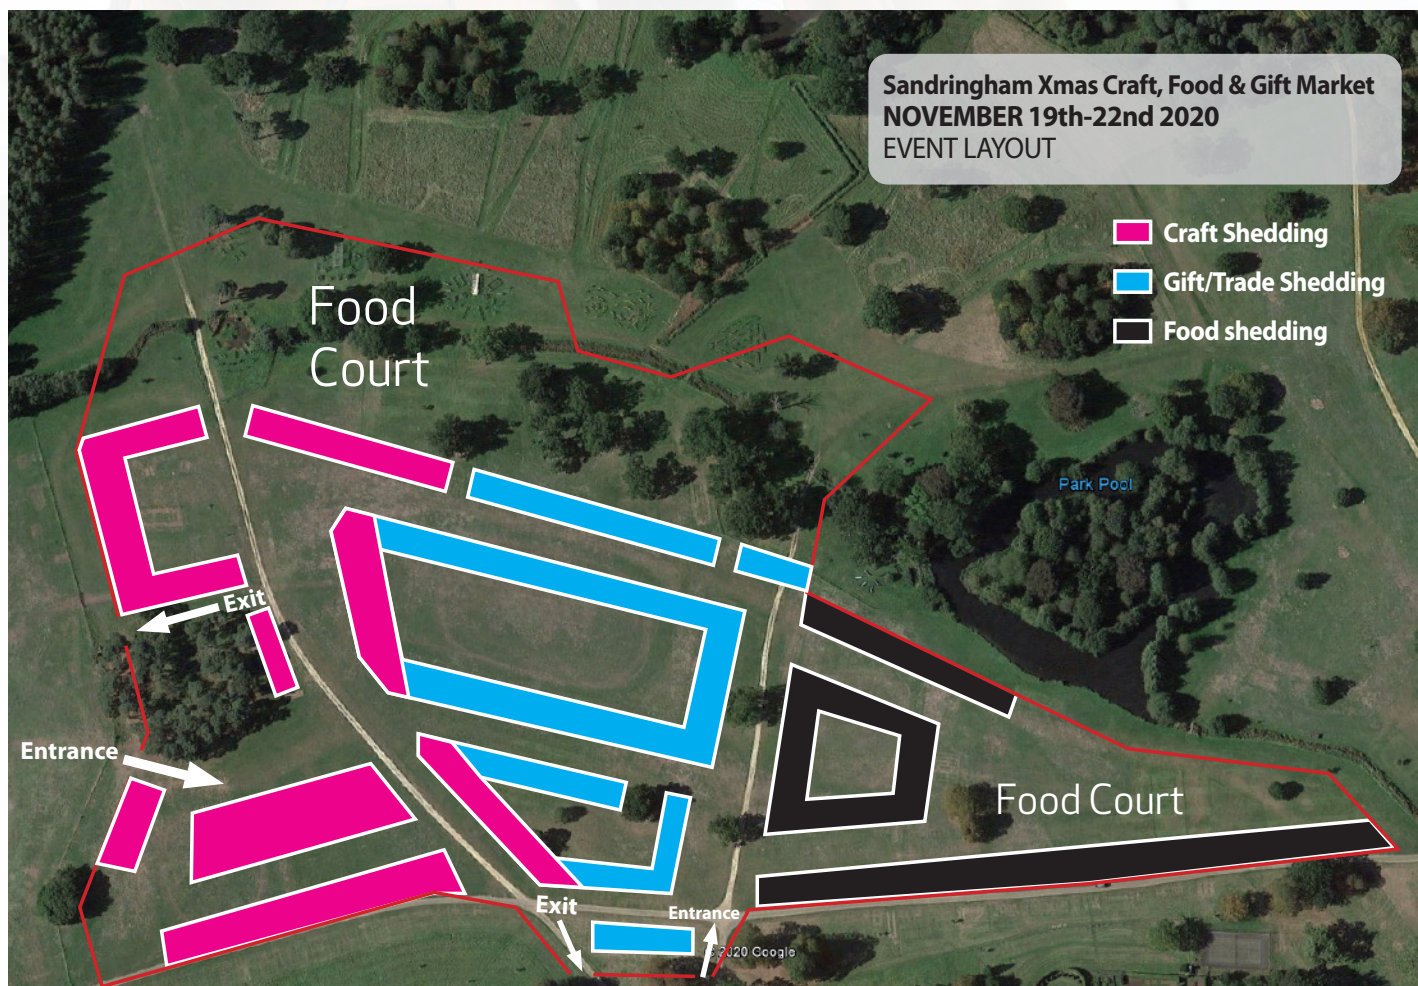 Sandringham Xmas Craft, Food & Gift Market
NOVEMBER 19th-22nd 2020
EVENT LAYOUT
Craft Shedding
Gift/Trade Shedding
Food shedding
Food
Court
Park Pool
Exit
Entrance
Food Court
Exit
Entrance
© 2020 Google